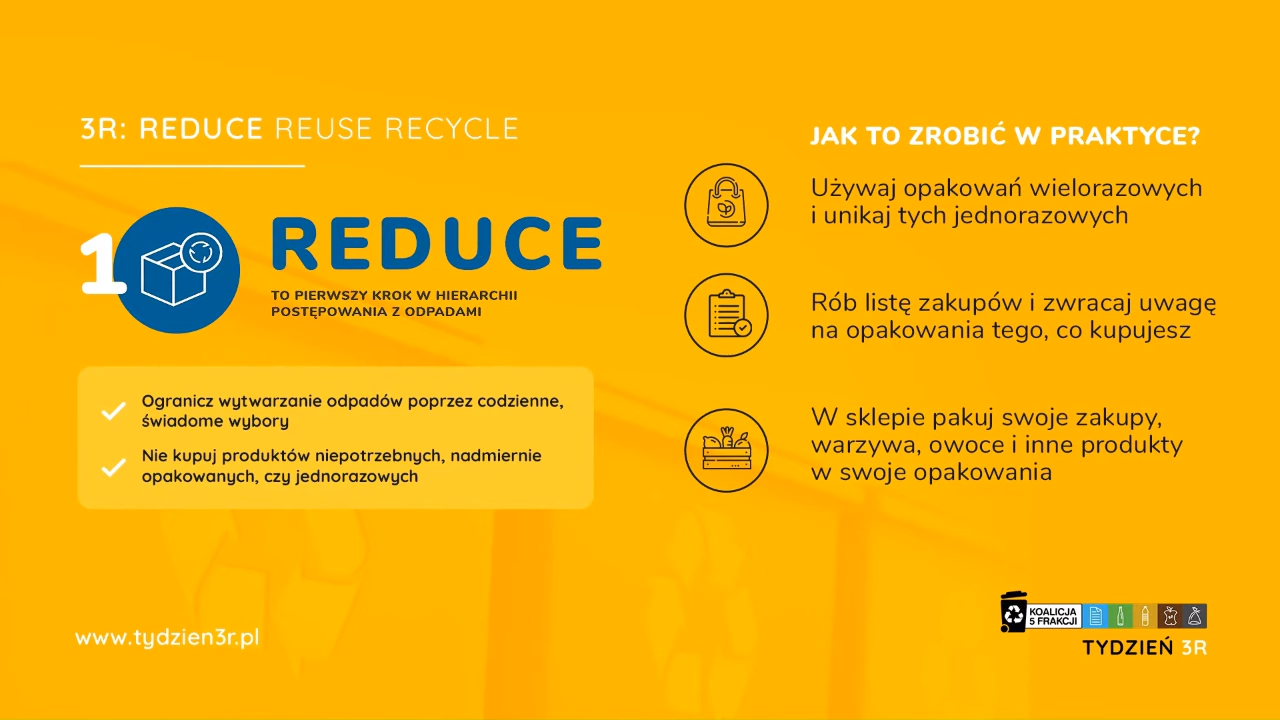 3R: REDUCE REUSE RECYCLE
1
REDUCE
TO PIERWSZY KROK W HIERARCHII
POSTĘPOWANIA Z ODPADAMI
Ogranicz wytwarzanie odpadów poprzez codzienne,
świadome wybory
Nie kupuj produktów niepotrzebnych, nadmiernie
opakowanych, czy jednorazowych
www.tydzien3r.pl
JAK TO ZROBIĆ W PRAKTYCE?
Używaj opakowań wielorazowych
i unikaj tych jednorazowych
Rób listę zakupów i zwracaj uwagę
na opakowania tego, co kupujesz
W sklepie pakuj swoje zakupy,
warzywa, owoce i inne produkty
w swoje opakowania
KOALICJA
5 FRAKCJI
TYDZIEŃ 3R